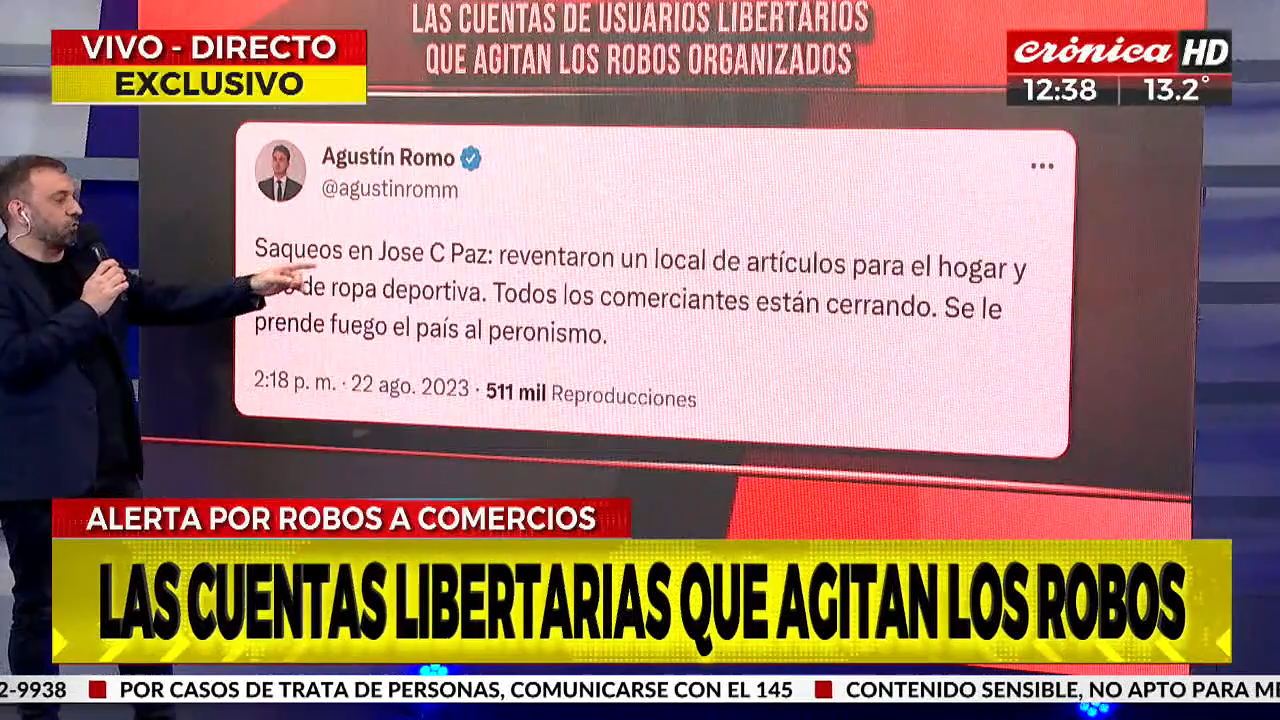 LAS CUENTAS DE USUARIOS LIBERTARIOS
QUE AGITAN LOS ROBOS ORGANIZADOS
VIVO - DIRECTO
EXCLUSIVO
crónica HD
12:38 13.2°
Agustín Romo
@agustinromm
Saqueos en Jose C Paz: reventaron un local de artículos para el hogar y
de ropa deportiva. Todos los comerciantes están cerrando. Se le
prende fuego el país al peronismo.
2:18 p. m. · 22 ago. 2023 · 511 mil Reproducciones
ALERTA POR ROBOS A COMERCIOS
LAS CUENTAS LIBERTARIAS QUE AGITAN LOS ROBOS
2-9938 POR CASOS DE TRATA DE PERSONAS, COMUNICARSE CON EL 145 CONTENIDO SENSIBLE, NO APTO PARA ME